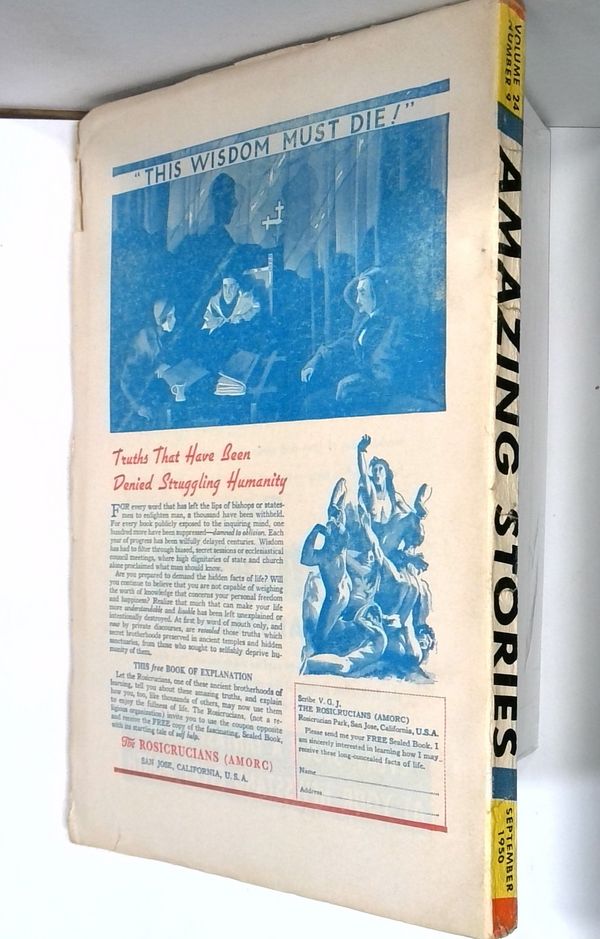 "THIS WISDOM MUST DIE!"
Truths That Have Been
Denied Struggling Humanity
FOR every word that has left the lips of bishops or states-
men to enlighten man, a thousand have been withheld.
For every book publicly exposed to the inquiring mind, one
hundred more have been suppressed—damned to oblivion. Each
year of progress has been wilfully delayed centuries. Wisdom
has had to filter through biased, secret sessions or ecclesiastical
council meetings, where high dignitaries of state and church
alone proclaimed what man should know.
Are you prepared to demand the hidden facts of life? Will
you continue to believe that you are not capable of weighing
the worth of knowledge that concerns your personal freedom
and happiness? Realize that much that can make your life
more understandable and livable has been left unexplained or
intentionally destroyed. At first by word of mouth only, and
now by private discourses, are revealed those truths which
secret brotherhoods preserved in ancient temples and hidden
sanctuaries, from those who sought to selfishly deprive hu-
manity of them.
THIS free BOOK OF EXPLANATION
Let the Rosicrucians, one of these ancient brotherhoods of
learning, tell you about these amazing truths, and explain
how you, too, like thousands of others, may now use them
to enjoy the fullness of life. The Rosicrucians, (not a re-
ligious organization) invite you to use the coupon opposite
and receive the FREE copy of the fascinating, Sealed Book,
with its startling tale of self help.
The ROSICRUCIANS (AMORC)
SAN JOSE, CALIFORNIA, U. S. A.
Scribe V. G. J.
THE ROSICRUCIANS (AMORC)
Rosicrucian Park, San Jose, California, U.S.A.
Please send me your FREE Sealed Book. I
am sincerely interested in learning how I may
receive these long-concealed facts of life.
Name
Address
VOLUME 24
NUMBER 9
AMAZING STORIES
SEPTEMBER
1950